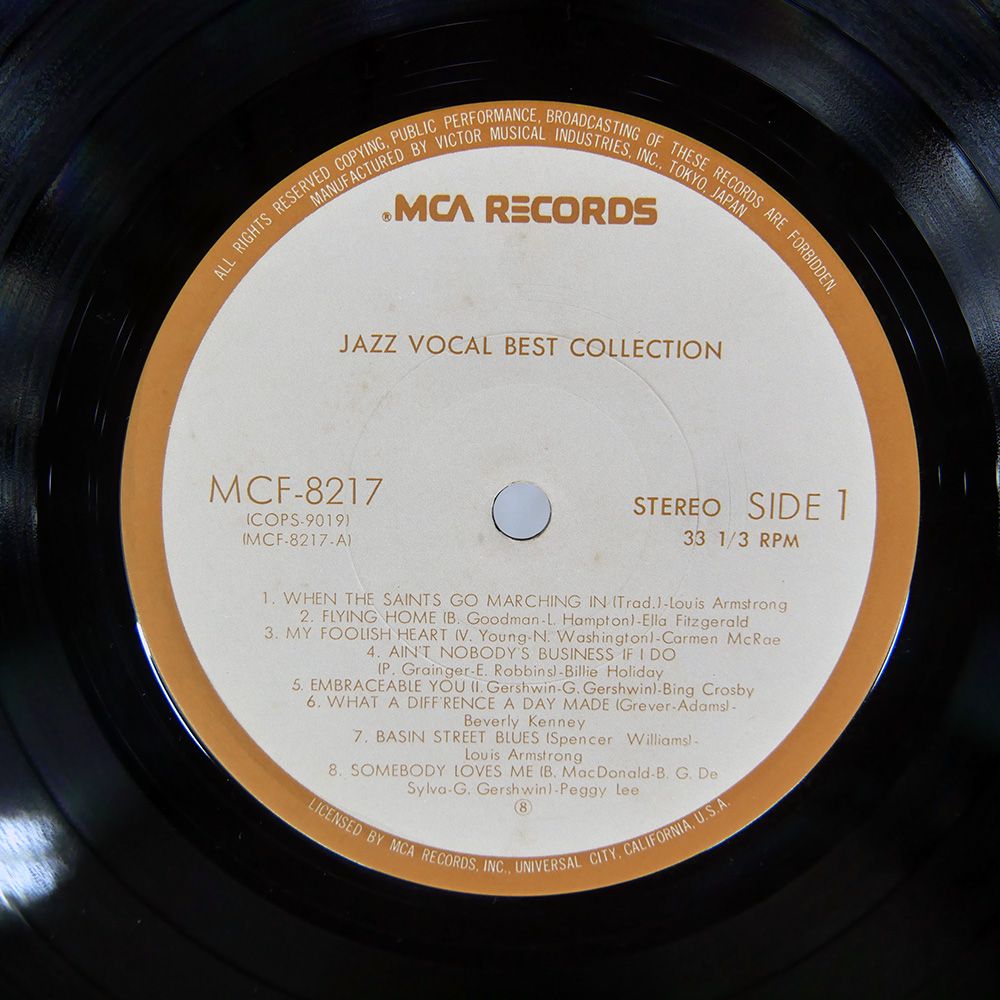 ALL RIGHTS RESERVED COPYING, PUBLIC PERFORMANCE, BROADCASTING OF THESE RECORDS ARE FORBIDDEN.
MANUFACTURED BY VICTOR MUSICAL INDUSTRIES, INC., TOKYO, JAPAN
®MCA RECORDS
JAZZ VOCAL BEST COLLECTION
MCF-8217
(COPS-9019)
(MCF-8217-A)
STEREO SIDE 1
33 1/3 RPM
1. WHEN THE SAINTS GO MARCHING IN (Trad.)-Louis Armstrong
2. FLYING HOME (B. Goodman-L. Hampton)-Ella Fitzgerald
3. MY FOOLISH HEART (V. Young-N. Washington)-Carmen McRae
4. AIN'T NOBODY'S BUSINESS IF I DO
(P. Grainger-E. Robbins)-Billie Holiday
5. EMBRACEABLE YOU (I. Gershwin-G. Gershwin)-Bing Crosby
6. WHAT A DIFF'RENCE A DAY MADE (Grever-Adams)-
Beverly Kenney
7. BASIN STREET BLUES (Spencer Williams)-
Louis Armstrong
8. SOMEBODY LOVES ME (B. MacDonald-B. G. De
Sylva-G. Gershwin)-Peggy Lee
⑧
LICENSED BY MCA RECORDS, INC., UNIVERSAL CITY, CALIFORNIA, U.S.A.